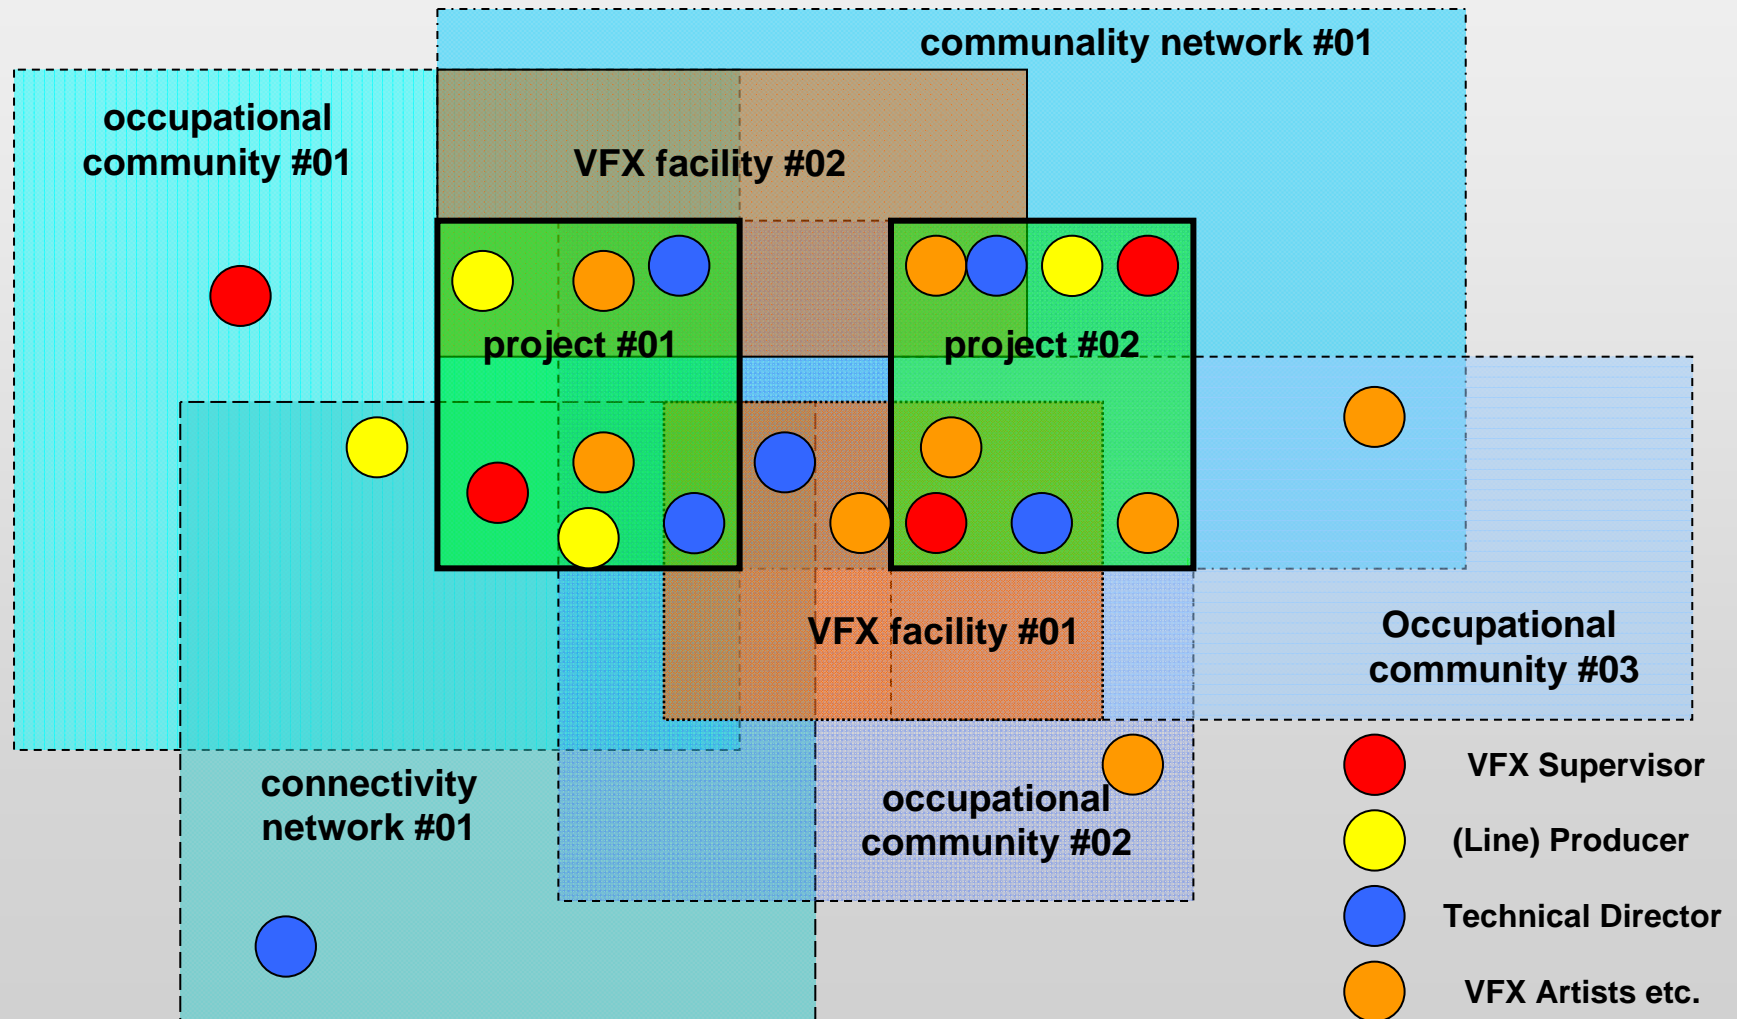 communality network #01
occupational
community #01
VFX facility #02
project #01
project #02
VFX facility #01
Occupational
community #03
connectivity
network #01
occupational
community #02
VFX Supervisor
(Line) Producer
Technical Director
VFX Artists etc.